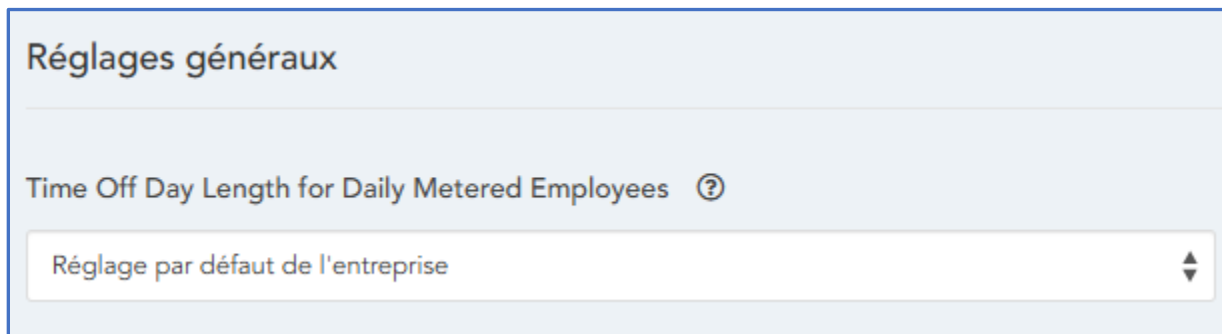 Réglages généraux
Time Off Day Length for Daily Metered Employees ?
Réglage par défaut de l'entreprise